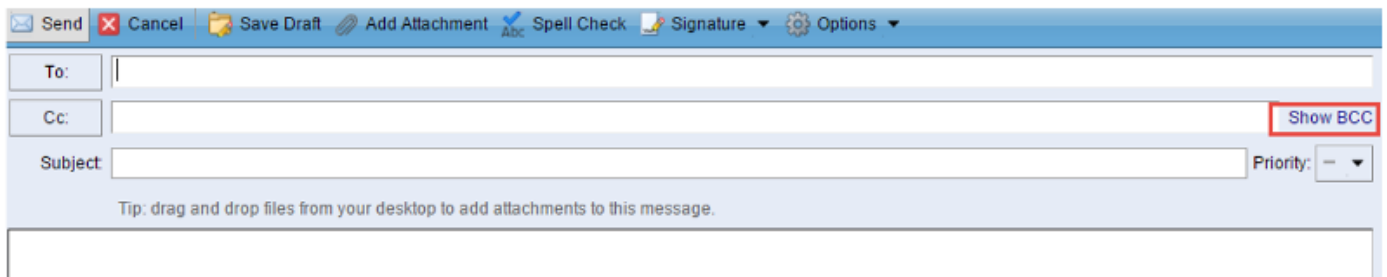 Send Cancel Save Draft Add Attachment Abc Spell Check Signature Options
To:
Cc: Show BCC
Subject: Priority:
Tip: drag and drop files from your desktop to add attachments to this message.